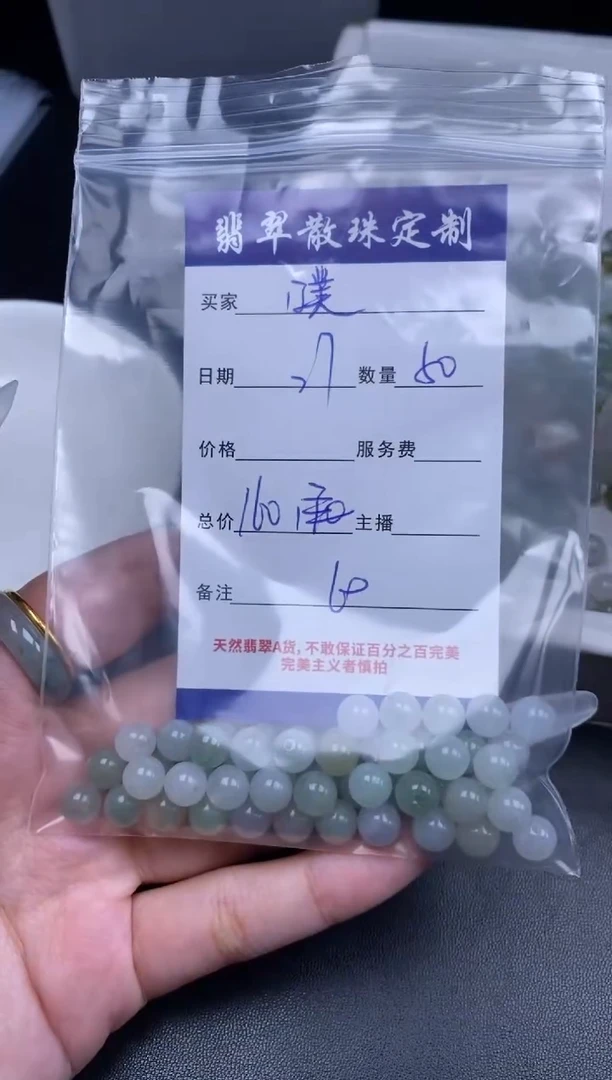 翡翠散珠定制
买家 濮
日期 数量 50
价格 服务费
总价 160 主播
备注
天然翡翠A货,不敢保证百分之百完美
完美主义者慎拍